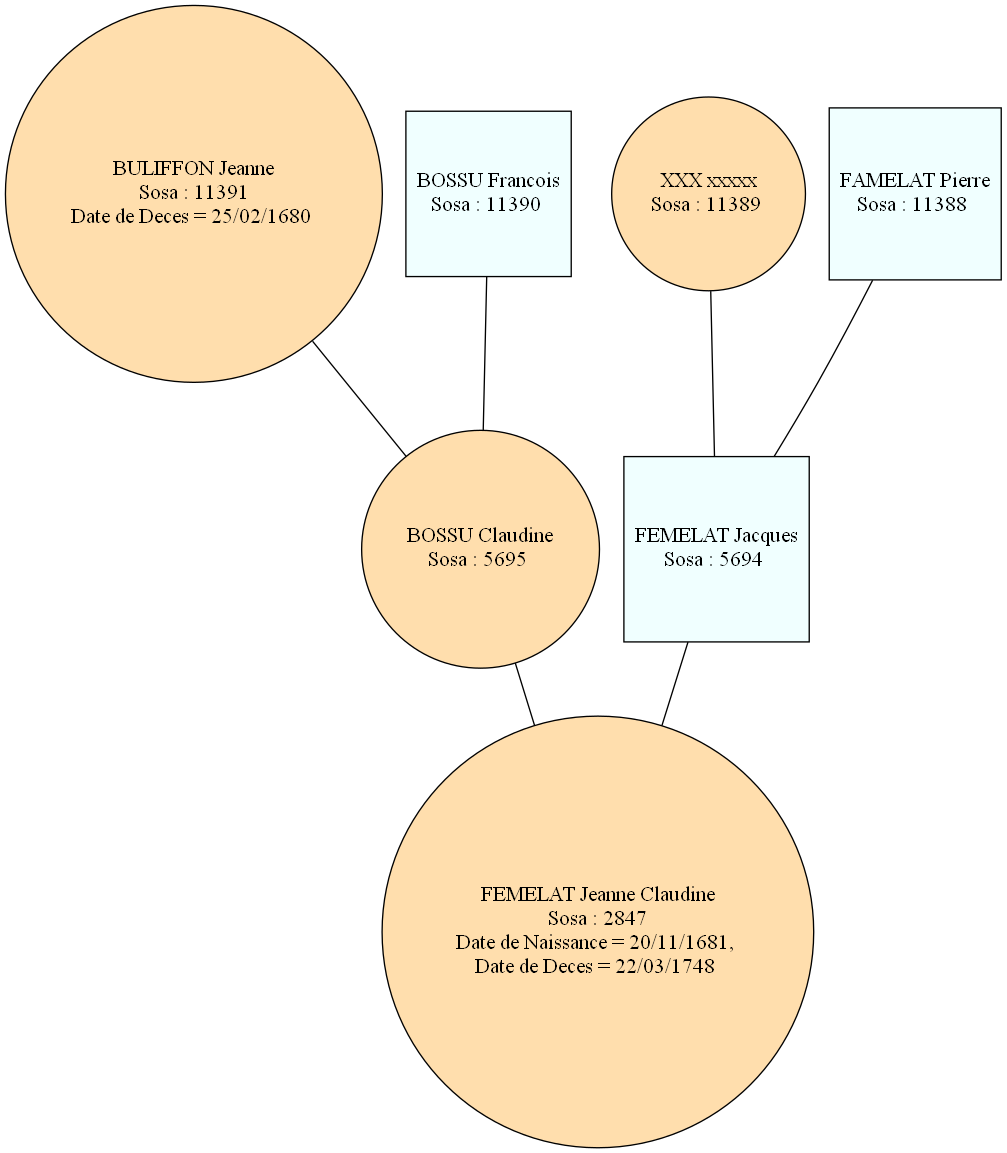 BULIFFON Jeanne
Sosa : 11391
Date de Deces = 25/02/1680
BOSSU Francois
Sosa : 11390
XXX xxxxx
Sosa : 11389
FAMELAT Pierre
Sosa : 11388
BOSSU Claudine
Sosa : 5695
FEMELAT Jacques
Sosa : 5694
FEMELAT Jeanne Claudine
Sosa : 2847
Date de Naissance = 20/11/1681,
Date de Deces = 22/03/1748